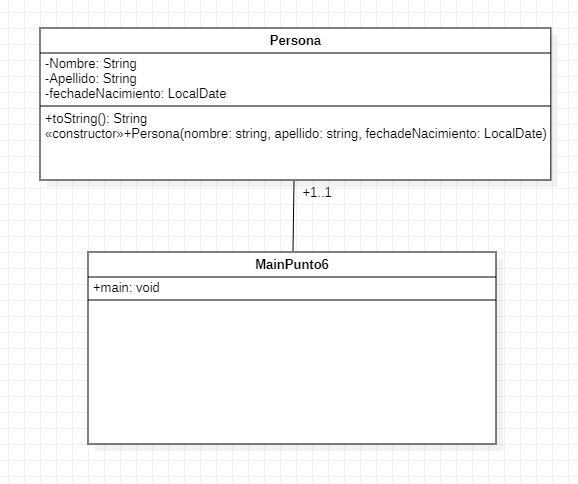 Persona
-Nombre: String
-Apellido: String
-fechadeNacimiento: LocalDate
+toString(): String
«constructor»+Persona(nombre: string, apellido: string, fechadeNacimiento: LocalDate)
+1..1
MainPunto6
+main: void